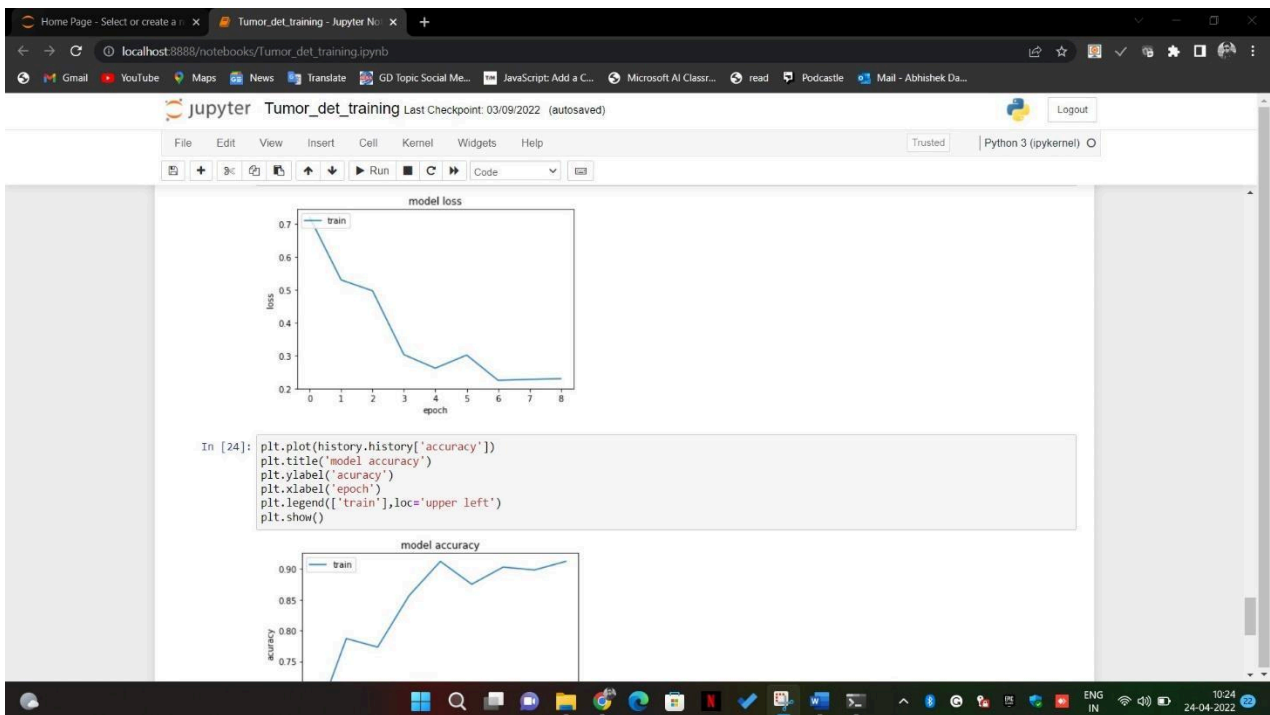 Home Page - Select or create a n
Tumor_det_training - Jupyter No
localhost:8888/notebooks/Tumor_det_training.ipynb
Gmail YouTube Maps News Translate GD Topic Social Me... JavaScript: Add a C... Microsoft AI Classr... read Podcastle Mail - Abhishek Da...
jupyter Tumor_det_training Last Checkpoint: 03/09/2022 (autosaved)
Logout
File Edit View Insert Cell Kernel Widgets Help
Trusted
Python 3 (ipykernel)
Run Code
model loss
train
0.7
0.6
0.5
0.4
0.3
0.2
loss
0 1 2 3 4 5 6 7 8
epoch
In [24]: plt.plot(history.history['accuracy'])
plt.title('model accuracy')
plt.ylabel('acuracy')
plt.xlabel('epoch')
plt.legend(['train'],loc='upper left')
plt.show()
model accuracy
train
0.90
0.85
0.80
0.75
acuracy
ENG
IN
10:24
24-04-2022
22